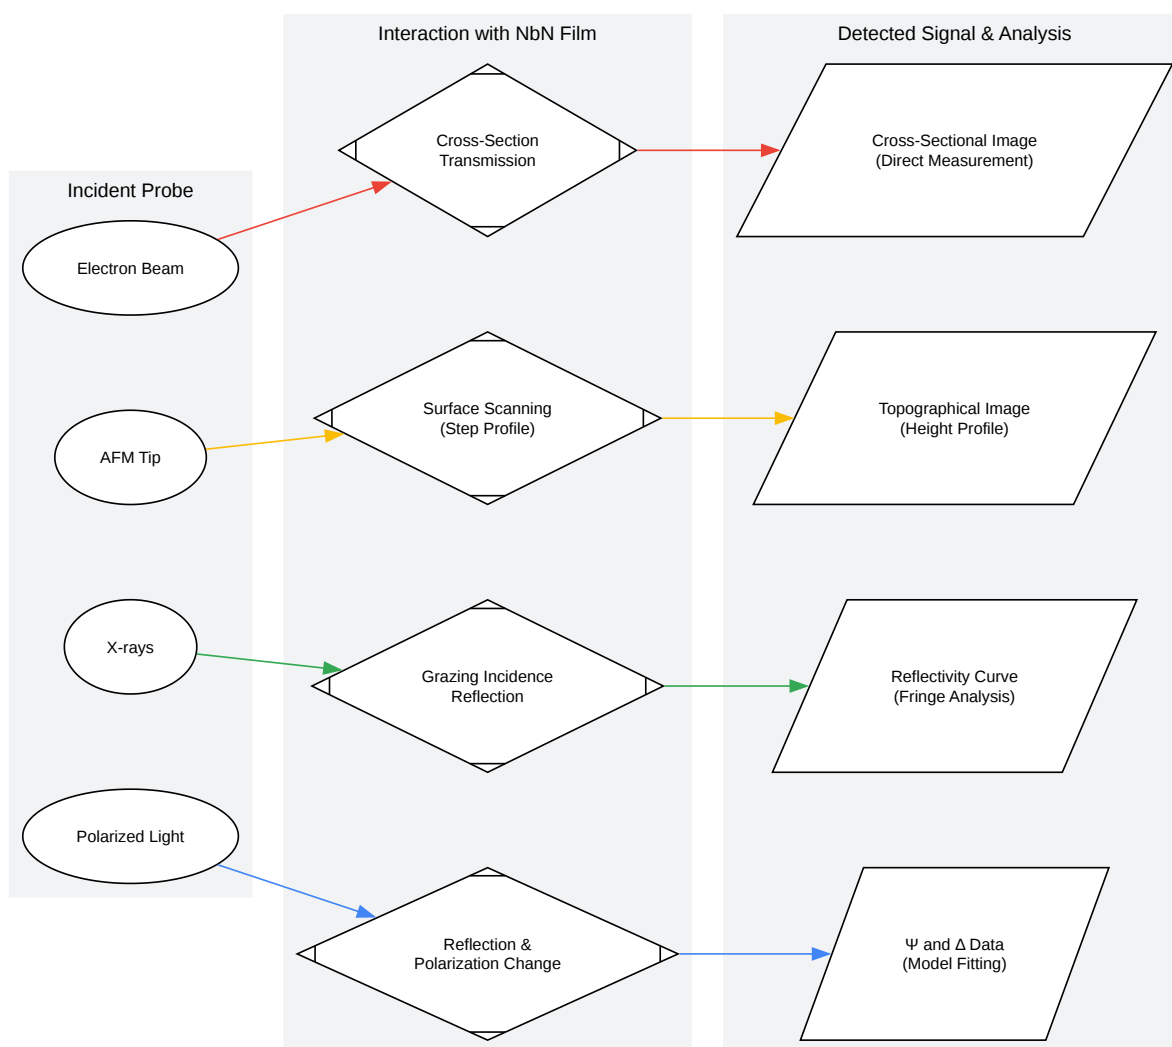 Interaction with NbN Film
Detected Signal & Analysis
Incident Probe
Cross-Section
Transmission
Cross-Sectional Image
(Direct Measurement)
Electron Beam
Surface Scanning
(Step Profile)
Topographical Image
(Height Profile)
AFM Tip
X-rays
Grazing Incidence
Reflection
Reflectivity Curve
(Fringe Analysis)
Polarized Light
Reflection &
Polarization Change
Ψ and Δ Data
(Model Fitting)